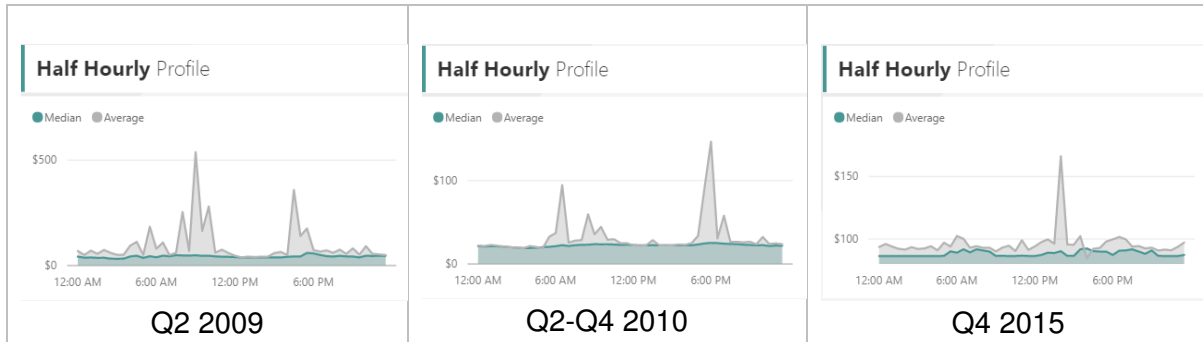 Half Hourly Profile
Median Average
$500
$0
12:00 AM 6:00 AM 12:00 PM 6:00 PM
Q2 2009
Half Hourly Profile
Median Average
$100
$0
12:00 AM 6:00 AM 12:00 PM 6:00 PM
Q2-Q4 2010
Half Hourly Profile
Median Average
$150
$100
12:00 AM 6:00 AM 12:00 PM 6:00 PM
Q4 2015